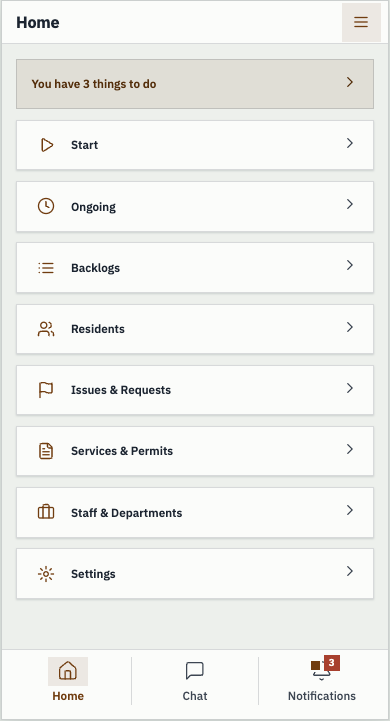 Home
You have 3 things to do
Start
Ongoing
Backlogs
Residents
Issues & Requests
Services & Permits
Staff & Departments
Settings
3
Home
Chat
Notifications